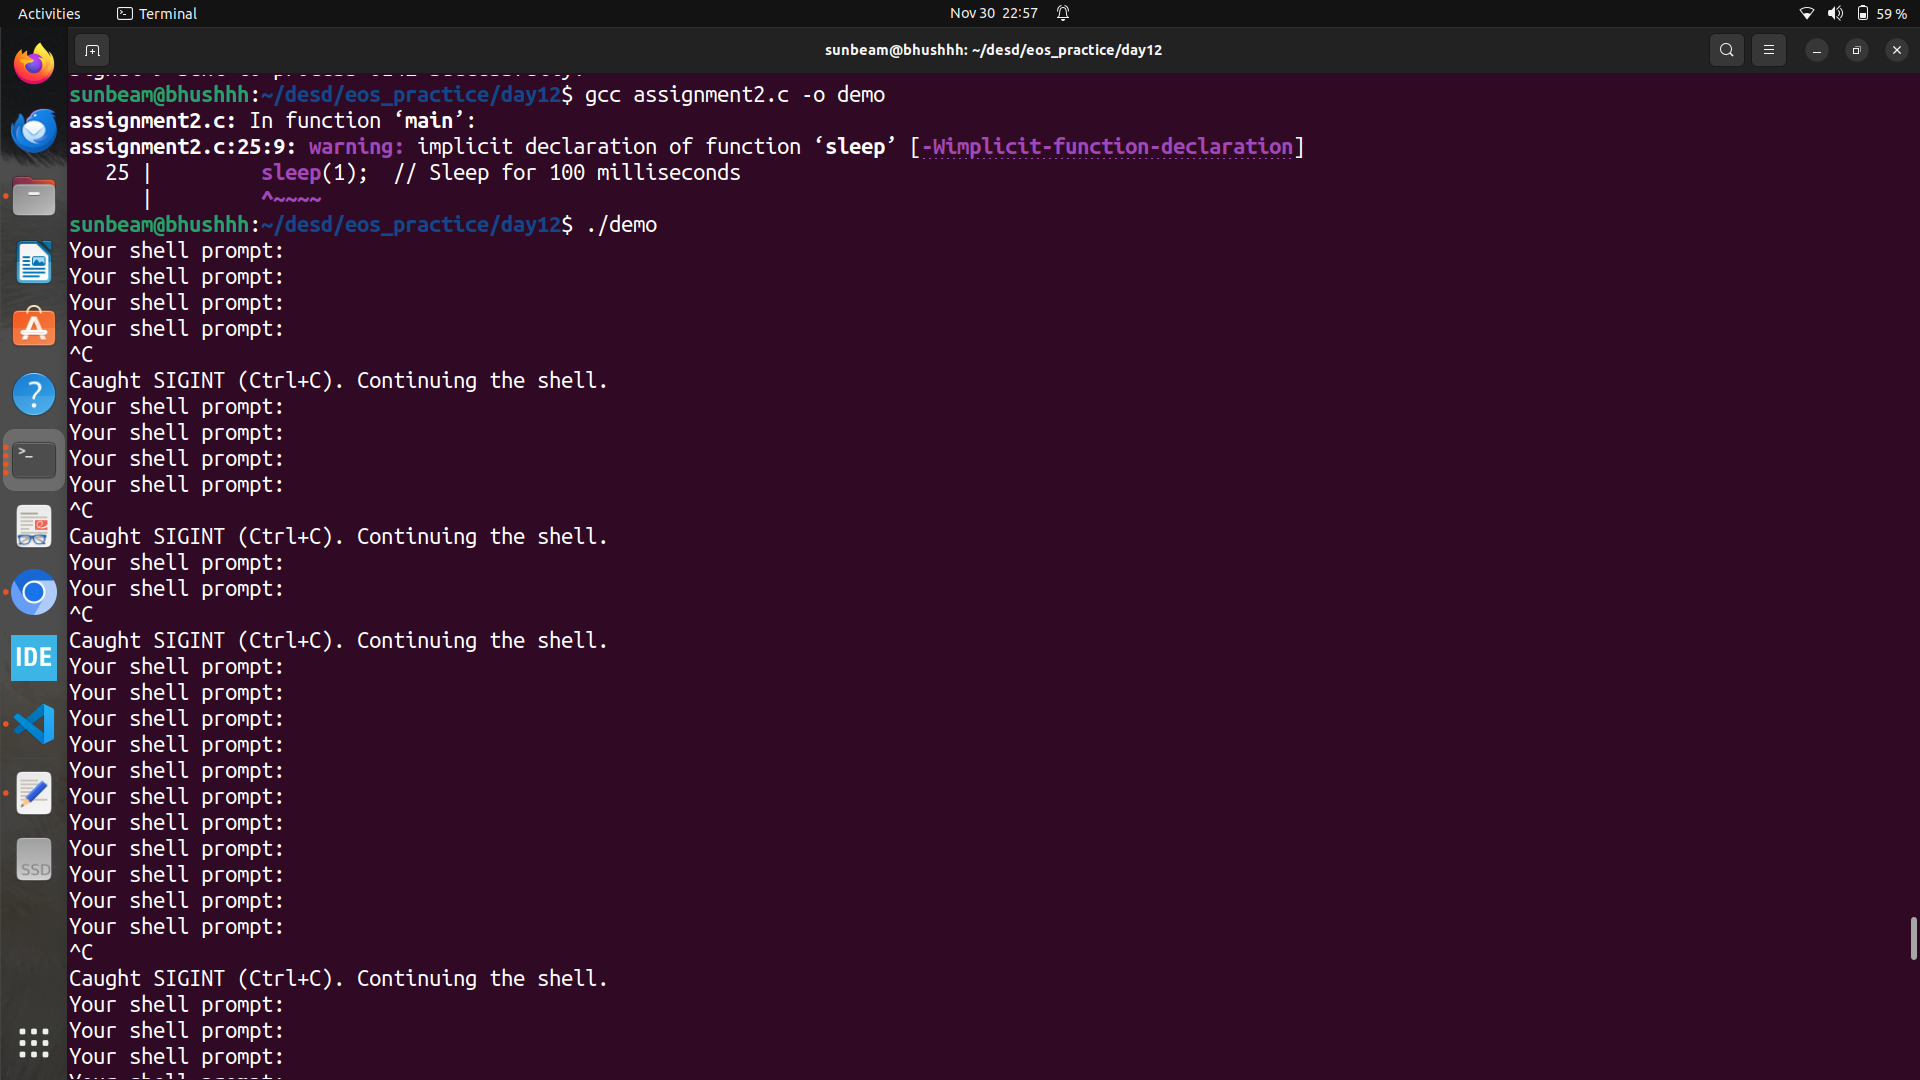 Activities
Terminal
Nov 30 22:57
59 %
sunbeam@bhushhh: ~/desd/eos_practice/day12
sunbeam@bhushhh:~/desd/eos_practice/day12$ gcc assignment2.c -o demo
assignment2.c: In function ‘main’:
assignment2.c:25:9: warning: implicit declaration of function ‘sleep’ [-Wimplicit-function-declaration]
   25 |         sleep(1);  // Sleep for 100 milliseconds
      |         ^~~~~
sunbeam@bhushhh:~/desd/eos_practice/day12$ ./demo
Your shell prompt:
Your shell prompt:
Your shell prompt:
Your shell prompt:
^C
Caught SIGINT (Ctrl+C). Continuing the shell.
Your shell prompt:
Your shell prompt:
Your shell prompt:
Your shell prompt:
^C
Caught SIGINT (Ctrl+C). Continuing the shell.
Your shell prompt:
Your shell prompt:
^C
Caught SIGINT (Ctrl+C). Continuing the shell.
Your shell prompt:
Your shell prompt:
Your shell prompt:
Your shell prompt:
Your shell prompt:
Your shell prompt:
Your shell prompt:
Your shell prompt:
Your shell prompt:
Your shell prompt:
Your shell prompt:
^C
Caught SIGINT (Ctrl+C). Continuing the shell.
Your shell prompt:
Your shell prompt:
Your shell prompt:
IDE
SSD